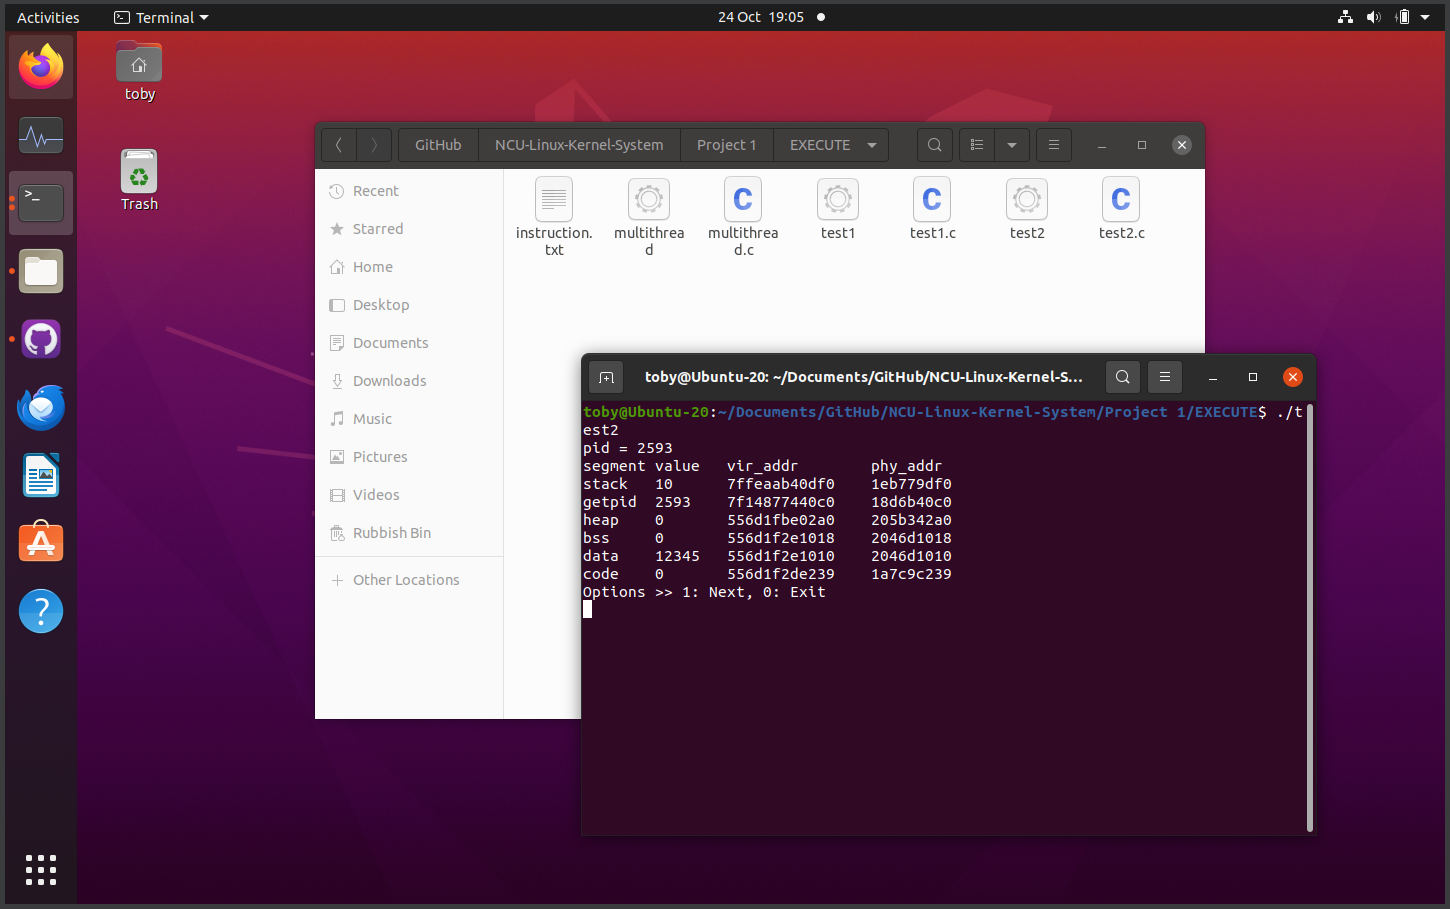 Activities
Terminal
24 Oct 19:05
toby
Trash
GitHub
NCU-Linux-Kernel-System
Project 1
EXECUTE
Recent
Starred
Home
Desktop
Documents
Downloads
Music
Pictures
Videos
Rubbish Bin
Other Locations
instruction.
txt
multithrea
d
multithrea
d.c
test1
test1.c
test2
test2.c
toby@Ubuntu-20: ~/Documents/GitHub/NCU-Linux-Kernel-S...
toby@Ubuntu-20:~/Documents/GitHub/NCU-Linux-Kernel-System/Project 1/EXECUTE$ ./t
est2
pid = 2593
segment value vir_addr phy_addr
stack 10 7ffeaab40df0 1eb779df0
getpid 2593 7f14877440c0 18d6b40c0
heap 0 556d1fbe02a0 205b342a0
bss 0 556d1f2e1018 2046d1018
data 12345 556d1f2e1010 2046d1010
code 0 556d1f2de239 1a7c9c239
Options >> 1: Next, 0: Exit